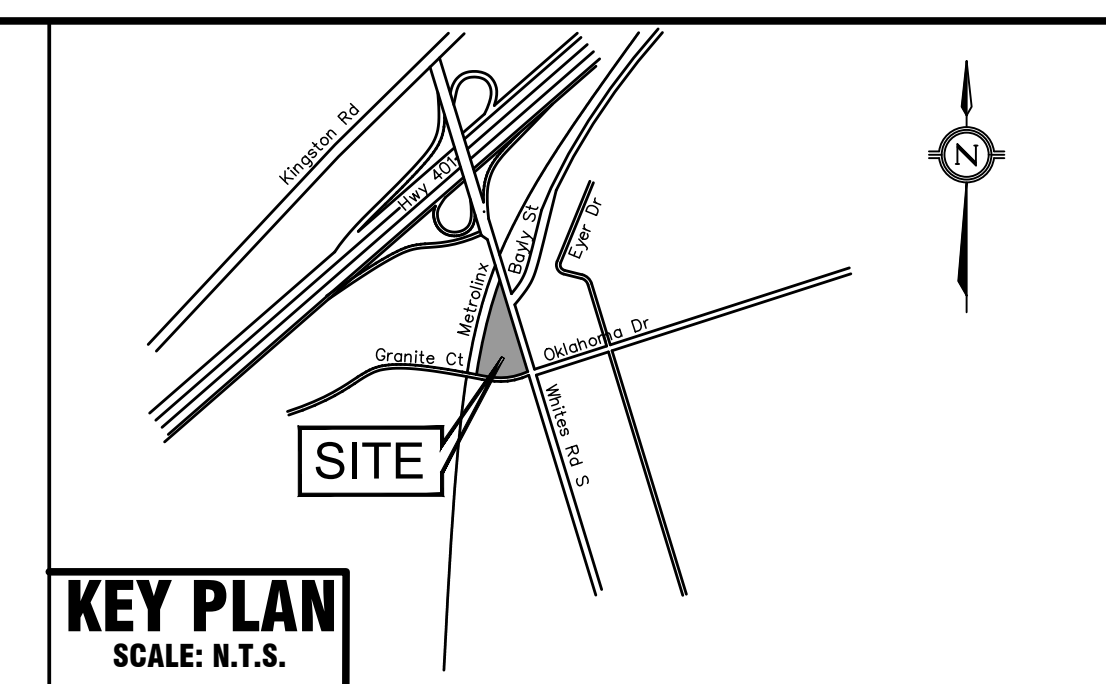 Kingston Rd
Hwy 401
N
Bayly St
Eyer Dr
Metrolinx
Oklahoma Dr
Granite Ct
Whites Rd S
SITE
KEY PLAN
SCALE: N.T.S.